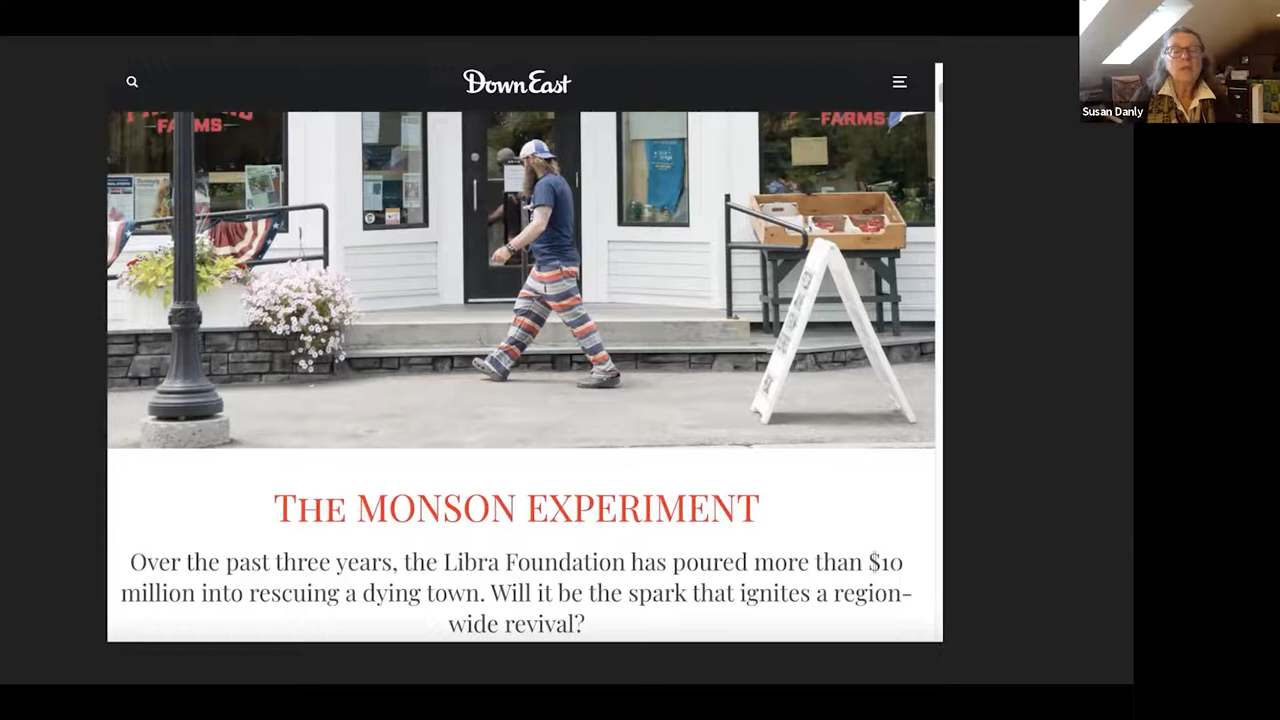 Down East
Susan Danly
FARMS
FARMS
The MONSON EXPERIMENT
Over the past three years, the Libra Foundation has poured more than $10
million into rescuing a dying town. Will it be the spark that ignites a region-
wide revival?